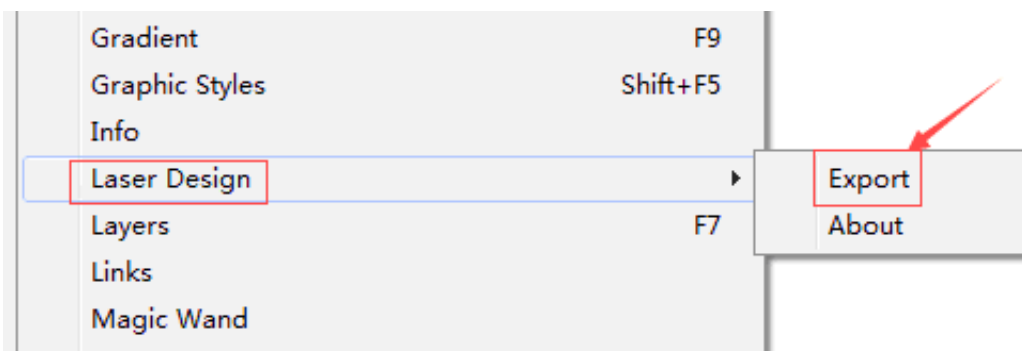 Gradient F9
Graphic Styles Shift+F5
Info
Laser Design
Export
Layers F7
About
Links
Magic Wand